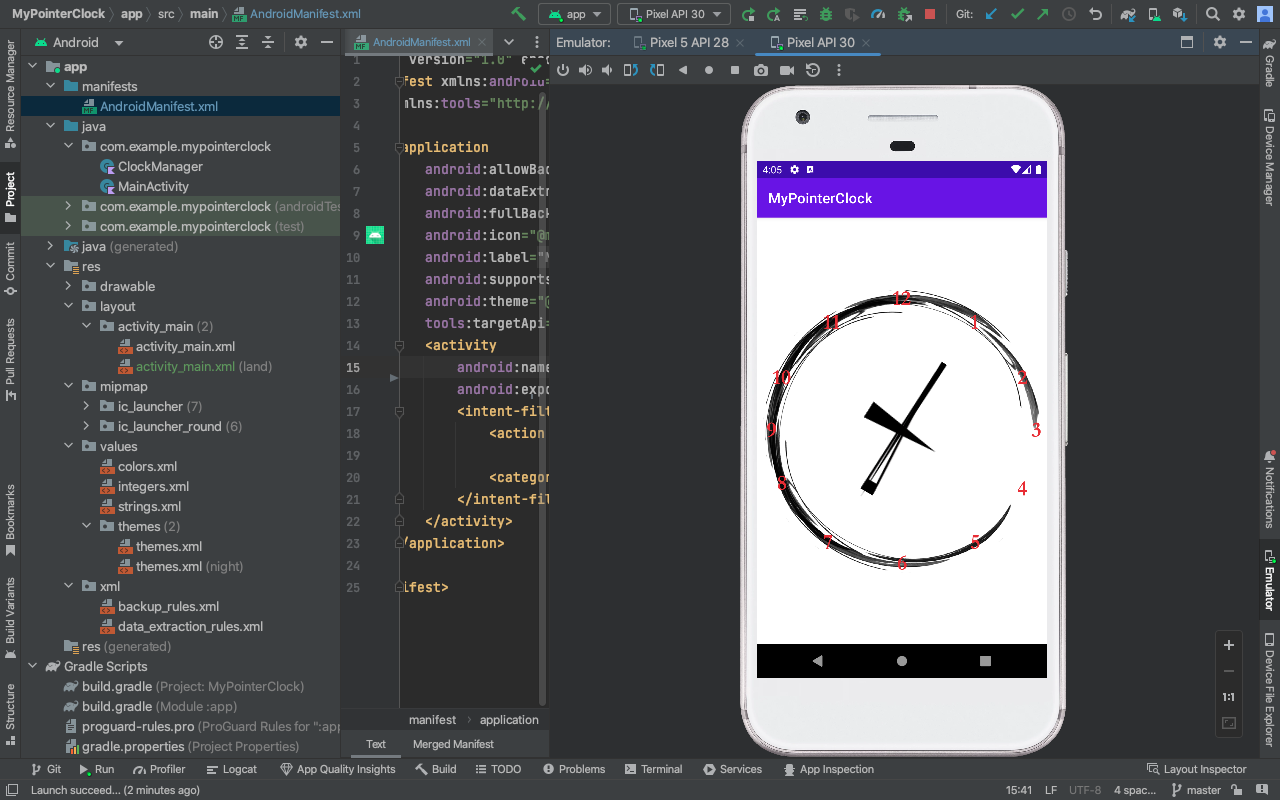 MyPointerClock app src main AndroidManifest.xml
app Pixel API 30 Git:
Android
AndroidManifest.xml
Emulator: Pixel 5 API 28 Pixel API 30
Resource Manager
Project
Commit
Pull Requests
Bookmarks
Build Variants
Structure
app
manifests
AndroidManifest.xml
java
com.example.mypointerclock
ClockManager
MainActivity
com.example.mypointerclock (androidTes
com.example.mypointerclock (test)
java (generated)
res
drawable
layout
activity_main (2)
activity_main.xml
activity_main.xml (land)
mipmap
ic_launcher (7)
ic_launcher_round (6)
values
colors.xml
integers.xml
strings.xml
themes (2)
themes.xml
themes.xml (night)
xml
backup_rules.xml
data_extraction_rules.xml
res (generated)
Gradle Scripts
build.gradle (Project: MyPointerClock)
build.gradle (Module :app)
proguard-rules.pro (ProGuard Rules for ":app
gradle.properties (Project Properties)
1 version="1.0" enco
2 fest xmlns:android=
3 mlns:tools="http:/
4
5 application
6 android:allowBac
7 android:dataExtr
8 android:fullBack
9 android:icon="@m
10 android:label="M
11 android:supports
12 android:theme="@
13 tools:targetApi=
14 <activity
15 android:name
16 android:expo
17 <intent-filt
18 <action
19
20 <categor
21 </intent-fil
22 </activity>
23 /application>
24
25 ifest>
manifest application
Text Merged Manifest
4:05
MyPointerClock
12
1
2
3
4
5
6
7
8
9
10
11
1:1
Gradle
Device Manager
Notifications
Emulator
Device File Explorer
Git Run Profiler Logcat App Quality Insights Build TODO Problems Terminal Services App Inspection Layout Inspector
Launch succeed... (2 minutes ago) 15:41 LF UTF-8 4 spac... master